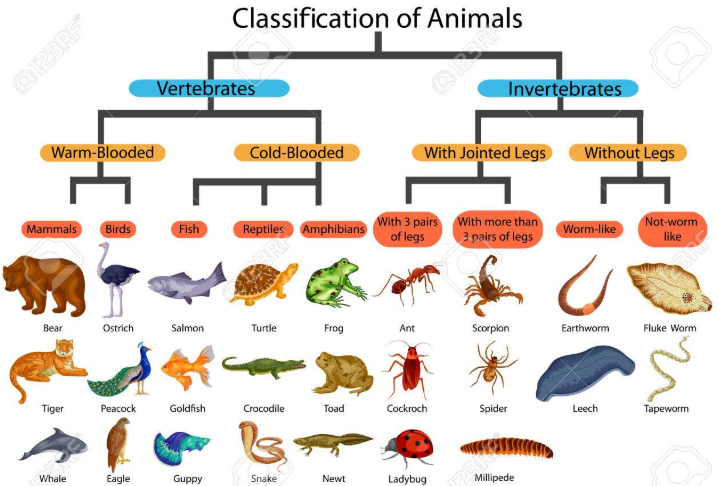 Classification of Animals
Vertebrates
Invertebrates
Warm-Blooded
Cold-Blooded
With Jointed Legs
Without Legs
Mammals
Birds
Fish
Reptiles
Amphibians
With 3 pairs
of legs
With more than
3 pairs of legs
Worm-like
Not-worm
like
Bear
Ostrich
Salmon
Turtle
Frog
Ant
Scorpion
Earthworm
Fluke Worm
Tiger
Peacock
Goldfish
Crocodile
Toad
Cockroch
Spider
Leech
Tapeworm
Whale
Eagle
Guppy
Snake
Newt
Ladybug
Millipede
123RF